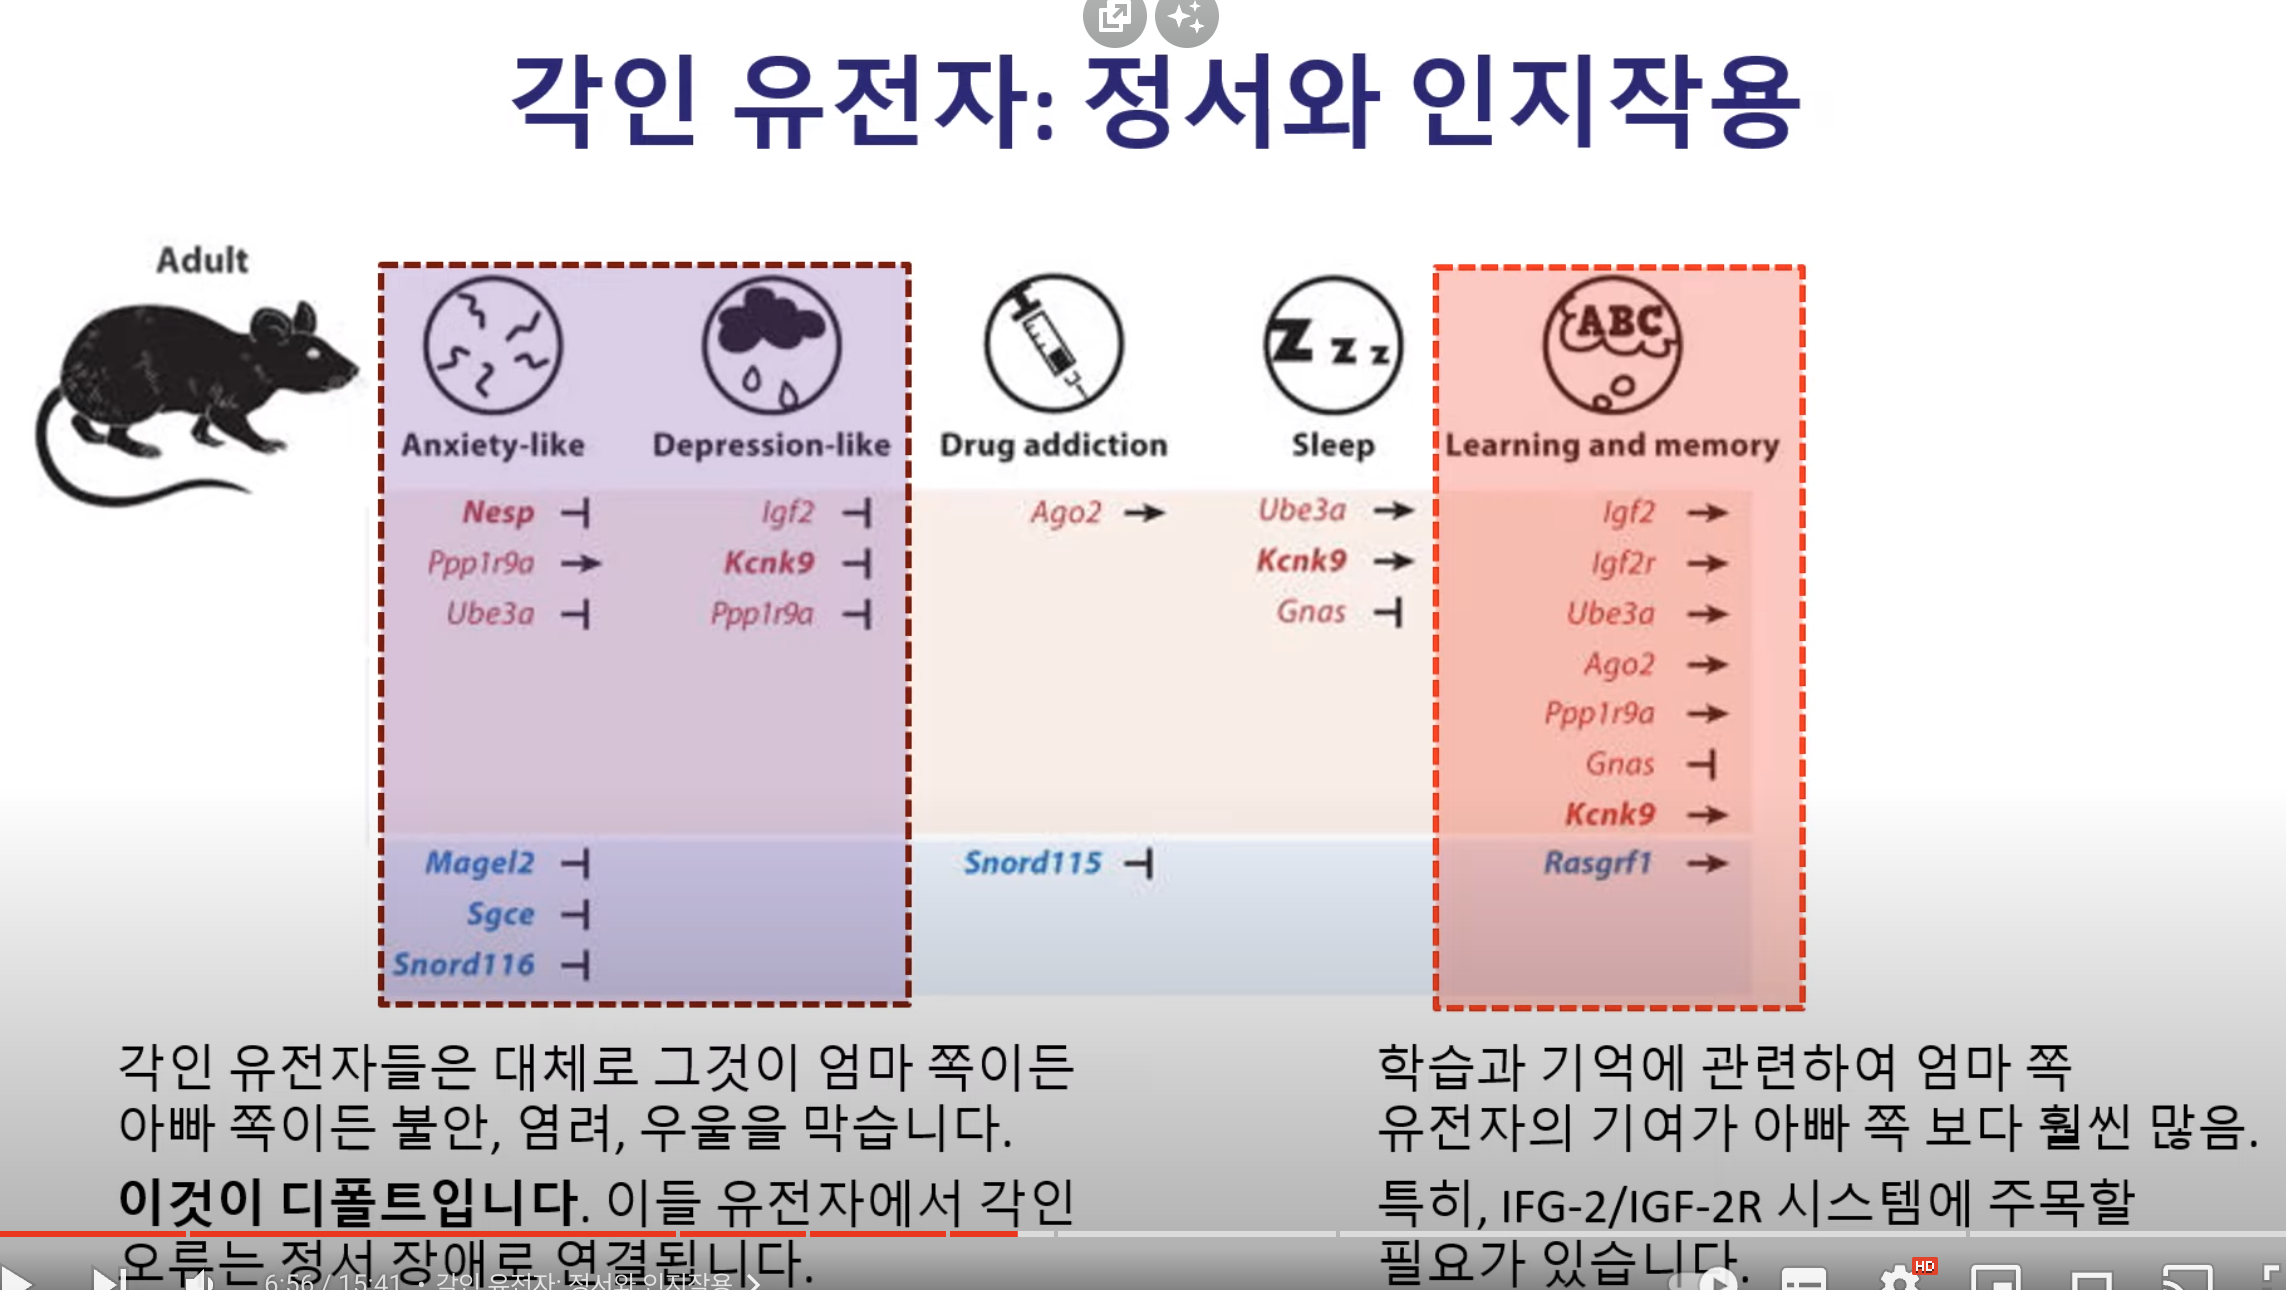 각인 유전자: 정서와 인지작용
Adult
ABC
Z z z
Anxiety-like Depression-like Drug addiction Sleep Learning and memory
Nesp ⊣ Igf2 ⊣ Ago2 → Ube3a → Igf2 →
Ppp1r9a → Kcnk9 ⊣ Kcnk9 → Igf2r →
Ube3a ⊣ Ppp1r9a ⊣ Gnas ⊣ Ube3a →
Ago2 →
Ppp1r9a →
Gnas ⊣
Kcnk9 →
Magel2 ⊣ Snord115 ⊣ Rasgrf1 →
Sgce ⊣
Snord116 ⊣
각인 유전자들은 대체로 그것이 엄마 쪽이든
아빠 쪽이든 불안, 염려, 우울을 막습니다.
이것이 디폴트입니다. 이들 유전자에서 각인
오류는 정서 장애로 연결됩니다.
학습과 기억에 관련하여 엄마 쪽
유전자의 기여가 아빠 쪽 보다 훨씬 많음.
특히, IFG-2/IGF-2R 시스템에 주목할
필요가 있습니다.
6:56 / 15:41 • 각인 유전자: 정서와 인지작용
HD